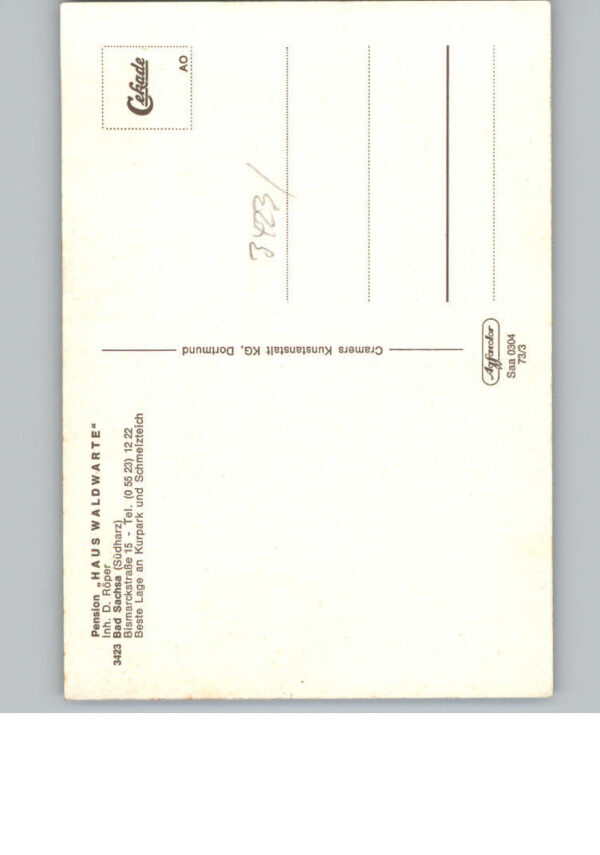 Pension „HAUS WALDWARTE"
Inh. D. Röper
3423 Bad Sachsa (Südharz)
Bismarckstraße 15 - Tel. (0 55 23) 12 22
Beste Lage an Kurpark und Schmelzteich
Cramers Kunstanstalt KG, Dortmund
Cekade
AO
3423/
Agfacolor
Saa 0304
73/3